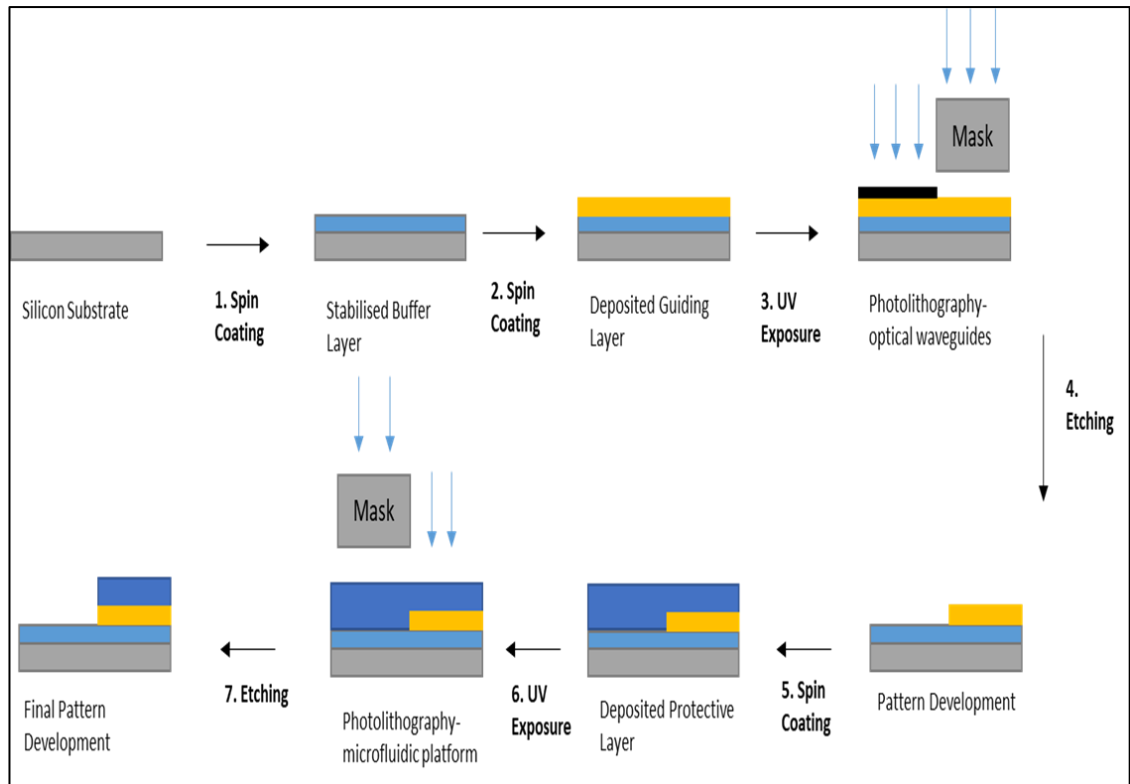 Mask
Silicon Substrate
1. Spin
Coating
Stabilised Buffer
Layer
2. Spin
Coating
Deposited Guiding
Layer
3. UV
Exposure
Photolithography-
optical waveguides
4.
Etching
Mask
Final Pattern
Development
7. Etching
Photolithography-
microfluidic platform
6. UV
Exposure
Deposited Protective
Layer
5. Spin
Coating
Pattern Development